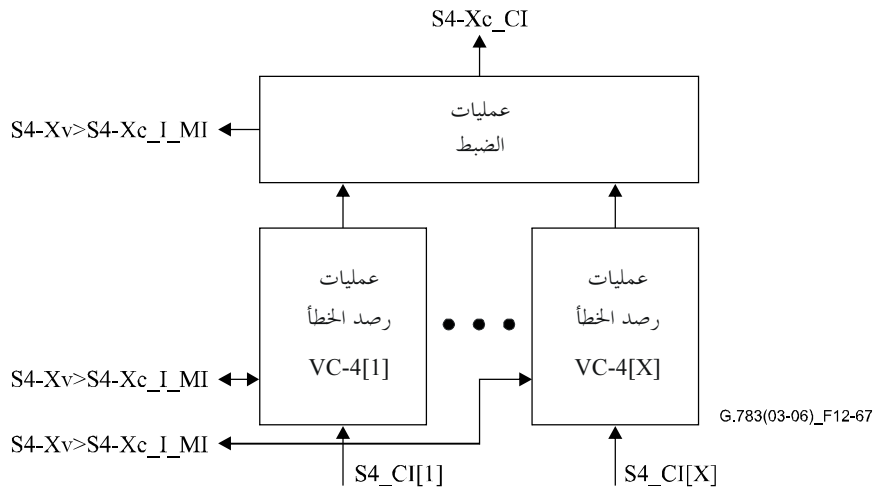 S4-Xc_CI
عمليات
الضبط
S4-Xv>S4-Xc_I_MI
عمليات
رصد الخطأ
VC-4[1]
عمليات
رصد الخطأ
VC-4[X]
S4-Xv>S4-Xc_I_MI
S4-Xv>S4-Xc_I_MI
G.783(03-06)_F12-67
S4_CI[1]
S4_CI[X]